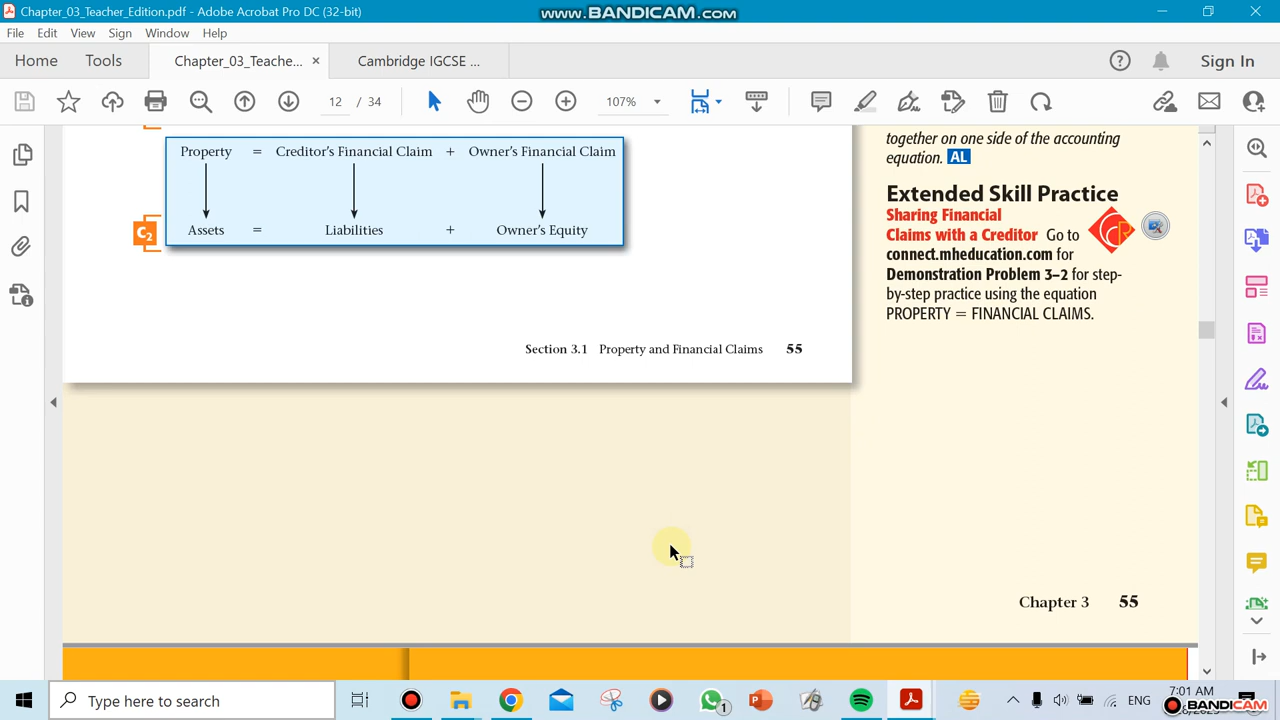 Chapter_03_Teacher_Edition.pdf - Adobe Acrobat Pro DC (32-bit)
www.BANDICAM.com
File Edit View Sign Window Help
Home Tools Chapter_03_Teache... × Cambridge IGCSE ... Sign In
12 / 34 107%
Property = Creditor's Financial Claim + Owner's Financial Claim
C2 Assets = Liabilities + Owner's Equity
Section 3.1 Property and Financial Claims 55
together on one side of the accounting
equation. AL
Extended Skill Practice
Sharing Financial
Claims with a Creditor Go to
connect.mheducation.com for
Demonstration Problem 3–2 for step-
by-step practice using the equation
PROPERTY = FINANCIAL CLAIMS.
CR
Chapter 3 55
Type here to search
1
ENG
7:01 AM
BANDICAM